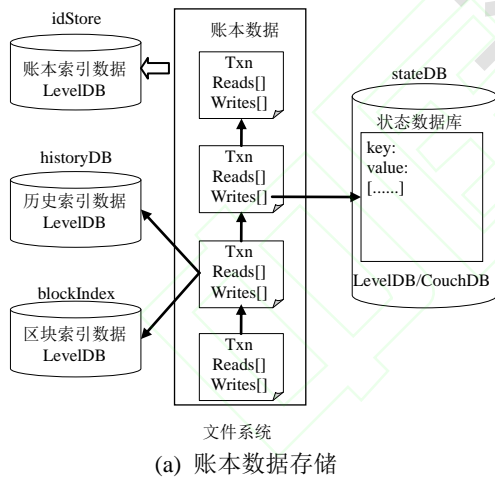 idStore
账本索引数据
LevelDB
historyDB
历史索引数据
LevelDB
blockIndex
区块索引数据
LevelDB
账本数据
Txn
Reads[]
Writes[]
Txn
Reads[]
Writes[]
Txn
Reads[]
Writes[]
Txn
Reads[]
Writes[]
文件系统
stateDB
状态数据库
key:
value:
[......]
LevelDB/CouchDB
(a) 账本数据存储